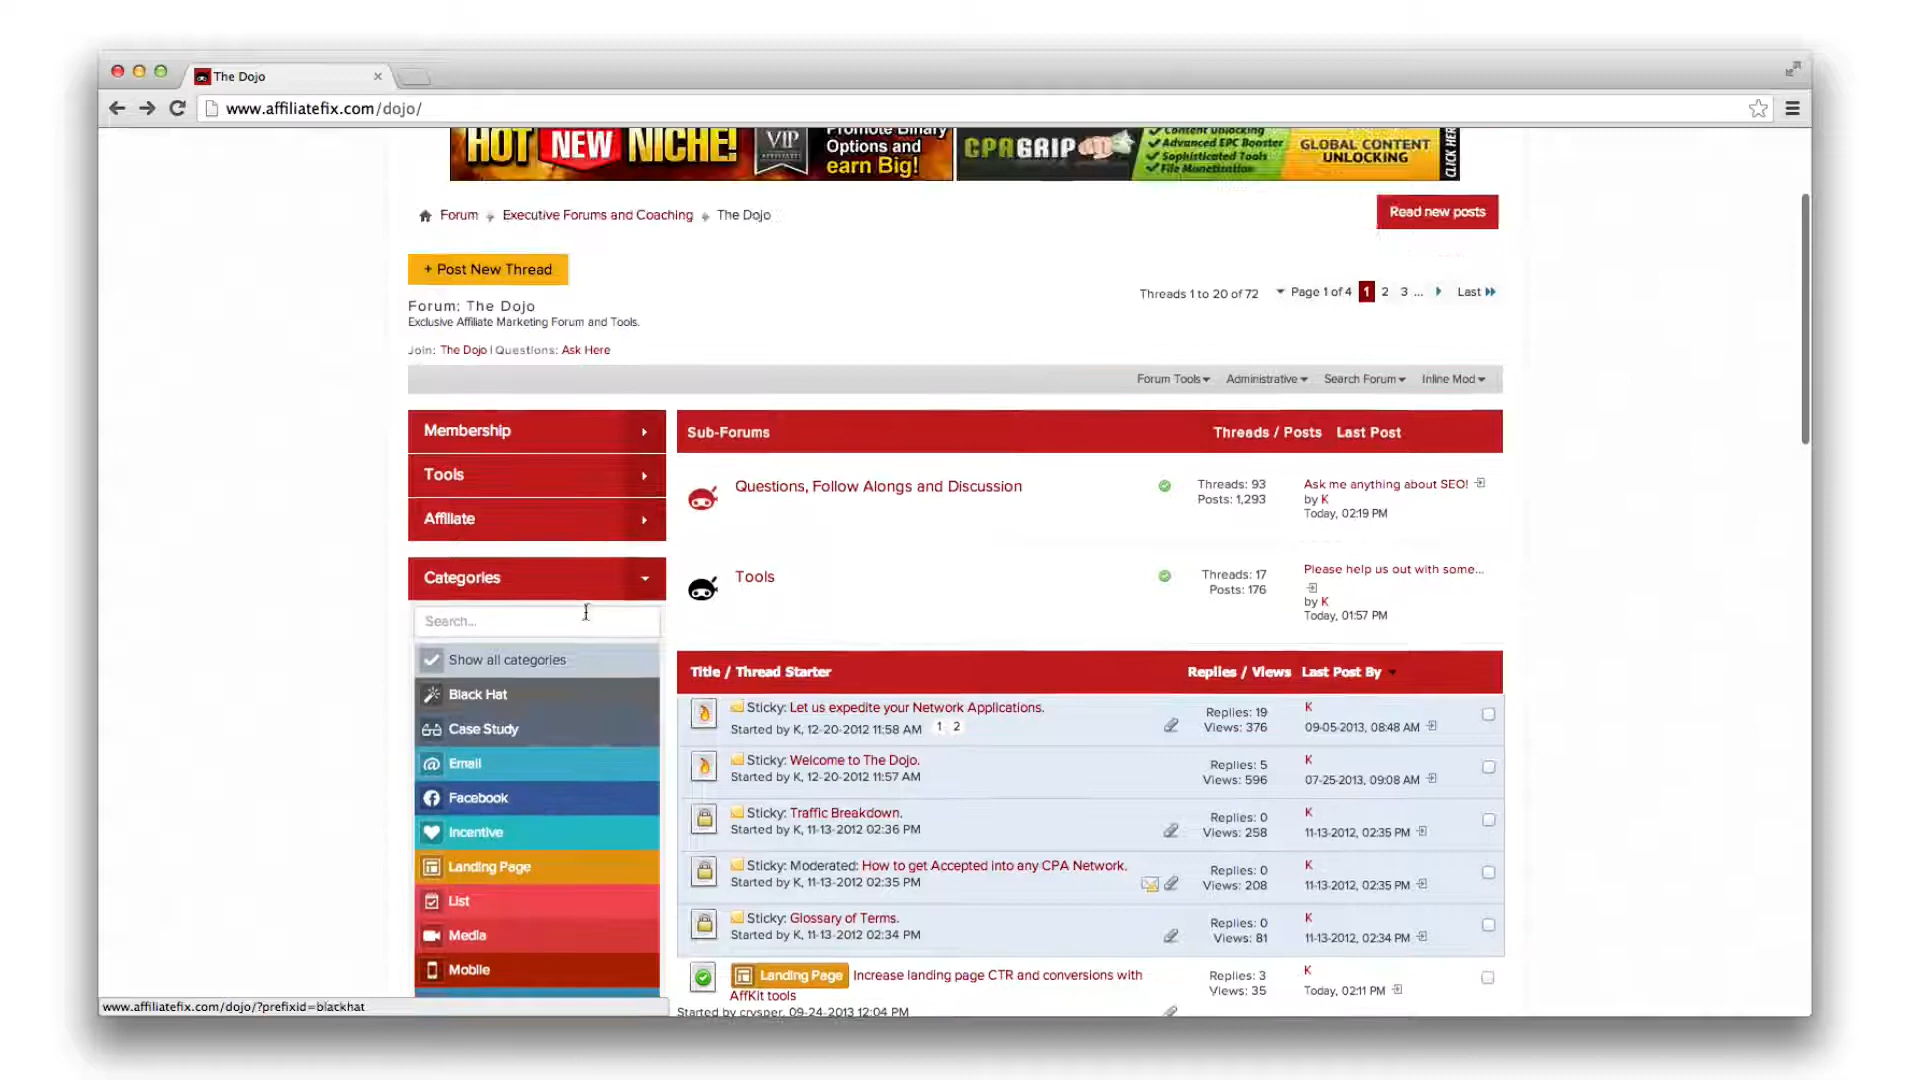 The Dojo
www.affiliatefix.com/dojo/
HOT NEW NICHE!
VIP
Promote Binary
Options and
earn Big!
CPAGRIP
Content Unlocking
Advanced EPC Booster
Sophisticated Tools
File Monetization
GLOBAL CONTENT
UNLOCKING
CLICK HERE
Forum Executive Forums and Coaching The Dojo
Read new posts
+ Post New Thread
Forum: The Dojo
Exclusive Affiliate Marketing Forum and Tools.
Threads 1 to 20 of 72 Page 1 of 4 1 2 3 ... Last
Join: The Dojo | Questions: Ask Here
Forum Tools Administrative Search Forum Inline Mod
Membership
Tools
Affiliate
Categories
Search...
Show all categories
Black Hat
Case Study
Email
Facebook
Incentive
Landing Page
List
Media
Mobile
Sub-Forums Threads / Posts Last Post
Questions, Follow Alongs and Discussion
Threads: 93
Posts: 1,293
Ask me anything about SEO!
by K
Today, 02:19 PM
Tools
Threads: 17
Posts: 176
Please help us out with some...
by K
Today, 01:57 PM
Title / Thread Starter Replies / Views Last Post By
Sticky: Let us expedite your Network Applications.
Started by K, 12-20-2012 11:58 AM 1 2
Replies: 19
Views: 376
K
09-05-2013, 08:48 AM
Sticky: Welcome to The Dojo.
Started by K, 12-20-2012 11:57 AM
Replies: 5
Views: 596
K
07-25-2013, 09:08 AM
Sticky: Traffic Breakdown.
Started by K, 11-13-2012 02:36 PM
Replies: 0
Views: 258
K
11-13-2012, 02:35 PM
Sticky: Moderated: How to get Accepted into any CPA Network.
Started by K, 11-13-2012 02:35 PM
Replies: 0
Views: 208
K
11-13-2012, 02:35 PM
Sticky: Glossary of Terms.
Started by K, 11-13-2012 02:34 PM
Replies: 0
Views: 81
K
11-13-2012, 02:34 PM
Landing Page Increase landing page CTR and conversions with
AffKit tools
Started by crysper, 09-24-2013 12:04 PM
Replies: 3
Views: 35
K
Today, 02:11 PM
www.affiliatefix.com/dojo/?prefixid=blackhat